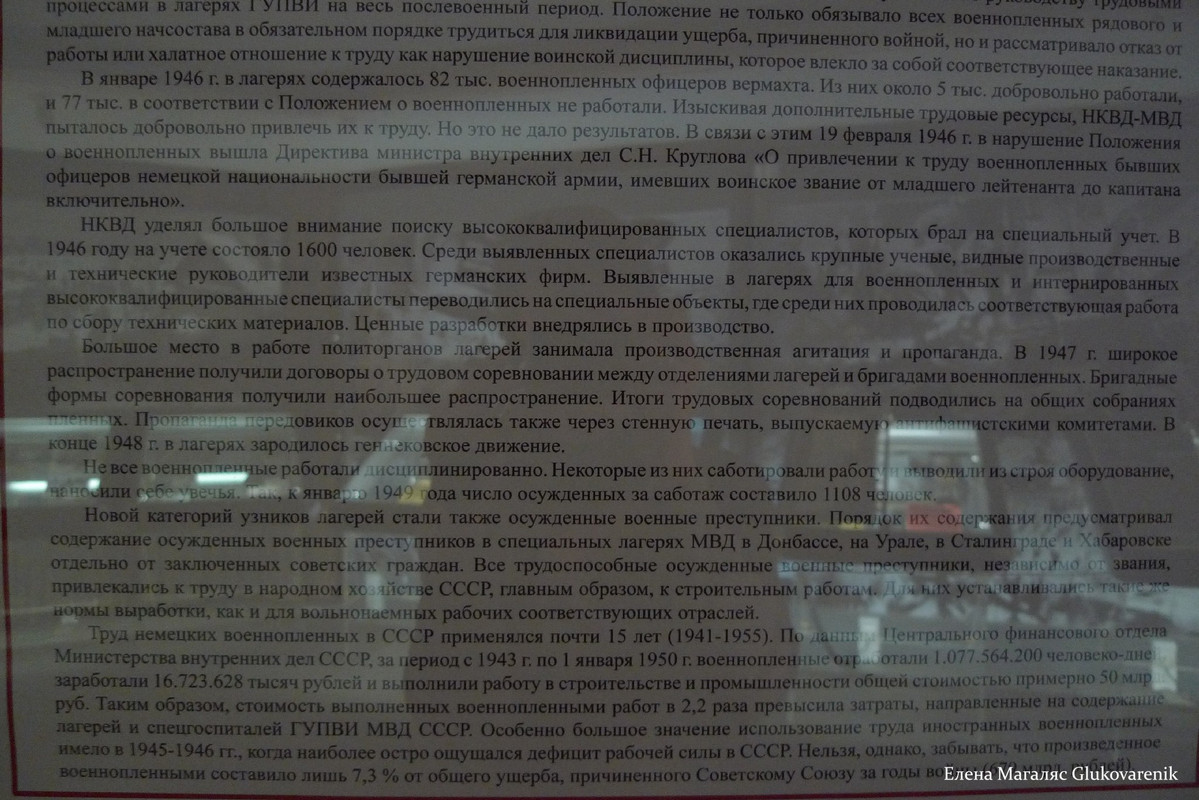 процессами в лагерях ГУПВИ на весь послевоенный период. Положение не только обязывало всех военнопленных рядового и
младшего начсостава в обязательном порядке трудиться для ликвидации ущерба, причиненного войной, но и рассматривало отказ от
работы или халатное отношение к труду как нарушение воинской дисциплины, которое влекло за собой соответствующее наказание.
В январе 1946 г. в лагерях содержалось 82 тыс. военнопленных офицеров вермахта. Из них около 5 тыс. добровольно работали,
и 77 тыс. в соответствии с Положением о военнопленных не работали. Изыскивая дополнительные трудовые ресурсы, НКВД-МВД
пыталось добровольно привлечь их к труду. Но это не дало результатов. В связи с этим 19 февраля 1946 г. в нарушение Положения
о военнопленных вышла Директива министра внутренних дел С.Н. Круглова «О привлечении к труду военнопленных бывших
офицеров немецкой национальности бывшей германской армии, имевших воинское звание от младшего лейтенанта до капитана
включительно».
НКВД уделял большое внимание поиску высококвалифицированных специалистов, которых брал на специальный учет. В
1946 году на учете состояло 1600 человек. Среди выявленных специалистов оказались крупные ученые, видные производственные
и технические руководители известных германских фирм. Выявленные в лагерях для военнопленных и интернированных
высококвалифицированные специалисты переводились на специальные объекты, где среди них проводилась соответствующая работа
по сбору технических материалов. Ценные разработки внедрялись в производство.
Большое место в работе политорганов лагерей занимала производственная агитация и пропаганда. В 1947 г. широкое
распространение получили договоры о трудовом соревновании между отделениями лагерей и бригадами военнопленных. Бригадные
формы соревнования получили наибольшее распространение. Итоги трудовых соревнований подводились на общих собраниях
пленных. Пропаганда передовиков осуществлялась также через стенную печать, выпускаемую антифашистскими комитетами. В
конце 1948 г. в лагерях зародилось геннековское движение.
Не все военнопленные работали дисциплинированно. Некоторые из них саботировали работу и выводили из строя оборудование,
наносили себе увечья. Так, к январю 1949 года число осужденных за саботаж составило 1108 человек.
Новой категорий узников лагерей стали также осужденные военные преступники. Порядок их содержания предусматривал
содержание осужденных военных преступников в специальных лагерях МВД в Донбассе, на Урале, в Сталинграде и Хабаровске
отдельно от заключенных советских граждан. Все трудоспособные осужденные военные преступники, независимо от звания,
привлекались к труду в народном хозяйстве СССР, главным образом, к строительным работам. Для них устанавливались такие же
нормы выработки, как и для вольнонаемных рабочих соответствующих отраслей.
Труд немецких военнопленных в СССР применялся почти 15 лет (1941-1955). По данным Центрального финансового отдела
Министерства внутренних дел СССР, за период с 1943 г. по 1 января 1950 г. военнопленные отработали 1.077.564.200 человеко-дней,
заработали 16.723.628 тысяч рублей и выполнили работу в строительстве и промышленности общей стоимостью примерно 50 млрд.
руб. Таким образом, стоимость выполненных военнопленными работ в 2,2 раза превысила затраты, направленные на содержание
лагерей и спецгоспиталей ГУПВИ МВД СССР. Особенно большое значение использование труда иностранных военнопленных
имело в 1945-1946 гг., когда наиболее остро ощущался дефицит рабочей силы в СССР. Нельзя, однако, забывать, что произведенное
военнопленными составило лишь 7,3 % от общего ущерба, причиненного Советскому Союзу за годы войны
Елена Магаляс Glukovarenik